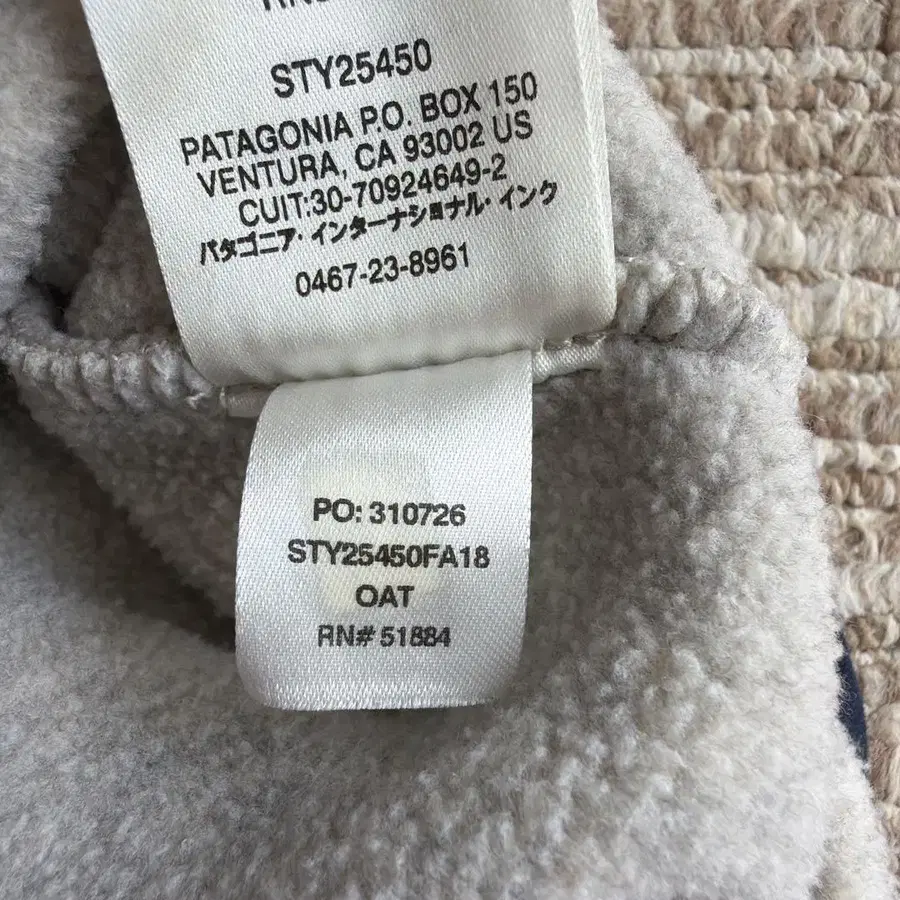 STY25450
PATAGONIA P.O. BOX 150
VENTURA, CA 93002 US
CUIT:30-70924649-2
パタゴニア・インターナショナル・インク
0467-23-8961
PO: 310726
STY25450FA18
OAT
RN# 51884